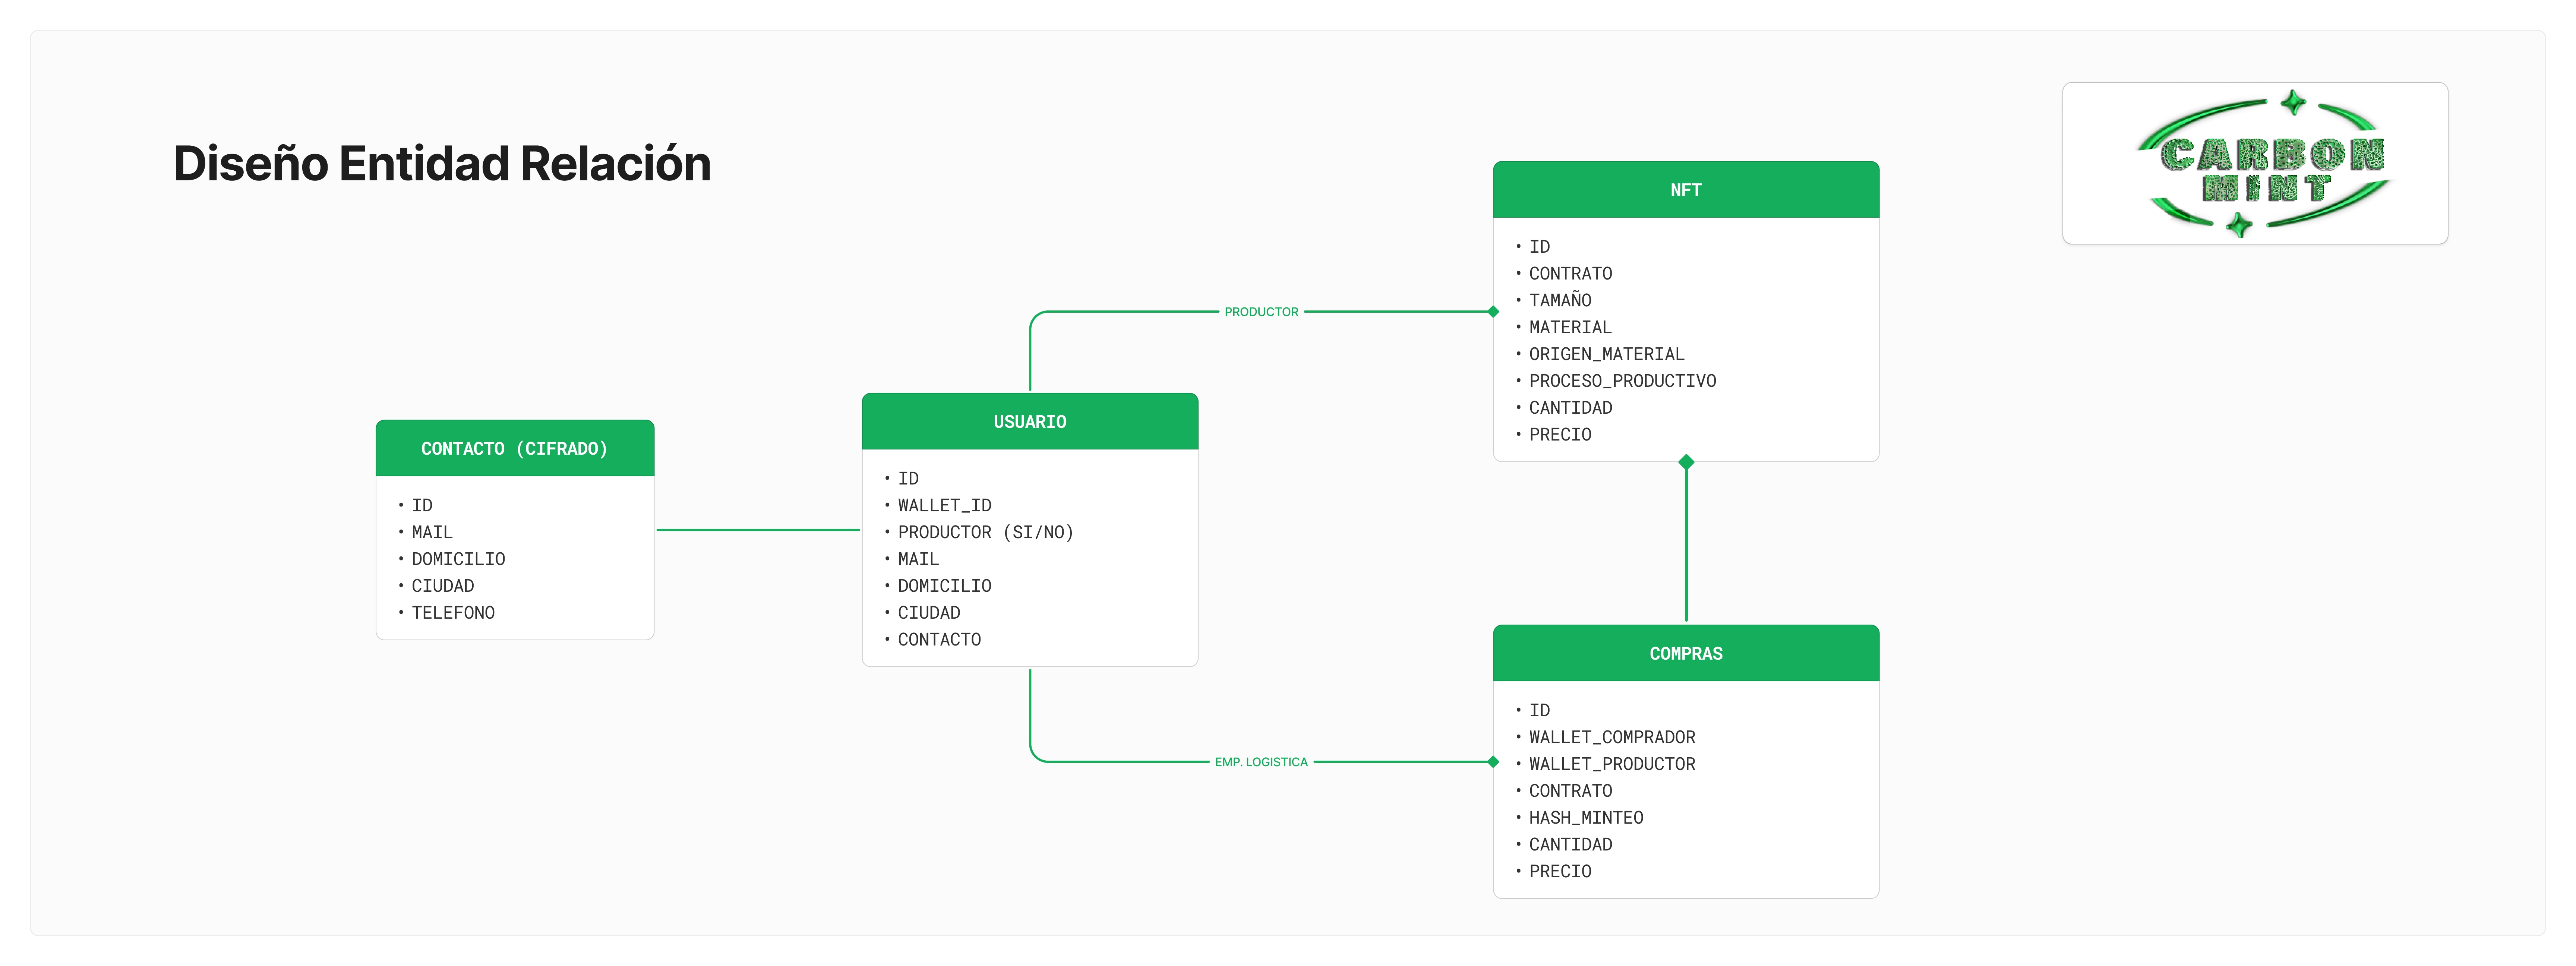 Diseño Entidad Relación
CARBON
MINT
NFT
• ID
• CONTRATO
• TAMAÑO
• MATERIAL
• ORIGEN_MATERIAL
• PROCESO_PRODUCTIVO
• CANTIDAD
• PRECIO
PRODUCTOR
CONTACTO (CIFRADO)
• ID
• MAIL
• DOMICILIO
• CIUDAD
• TELEFONO
USUARIO
• ID
• WALLET_ID
• PRODUCTOR (SI/NO)
• MAIL
• DOMICILIO
• CIUDAD
• CONTACTO
EMP. LOGISTICA
COMPRAS
• ID
• WALLET_COMPRADOR
• WALLET_PRODUCTOR
• CONTRATO
• HASH_MINTEO
• CANTIDAD
• PRECIO